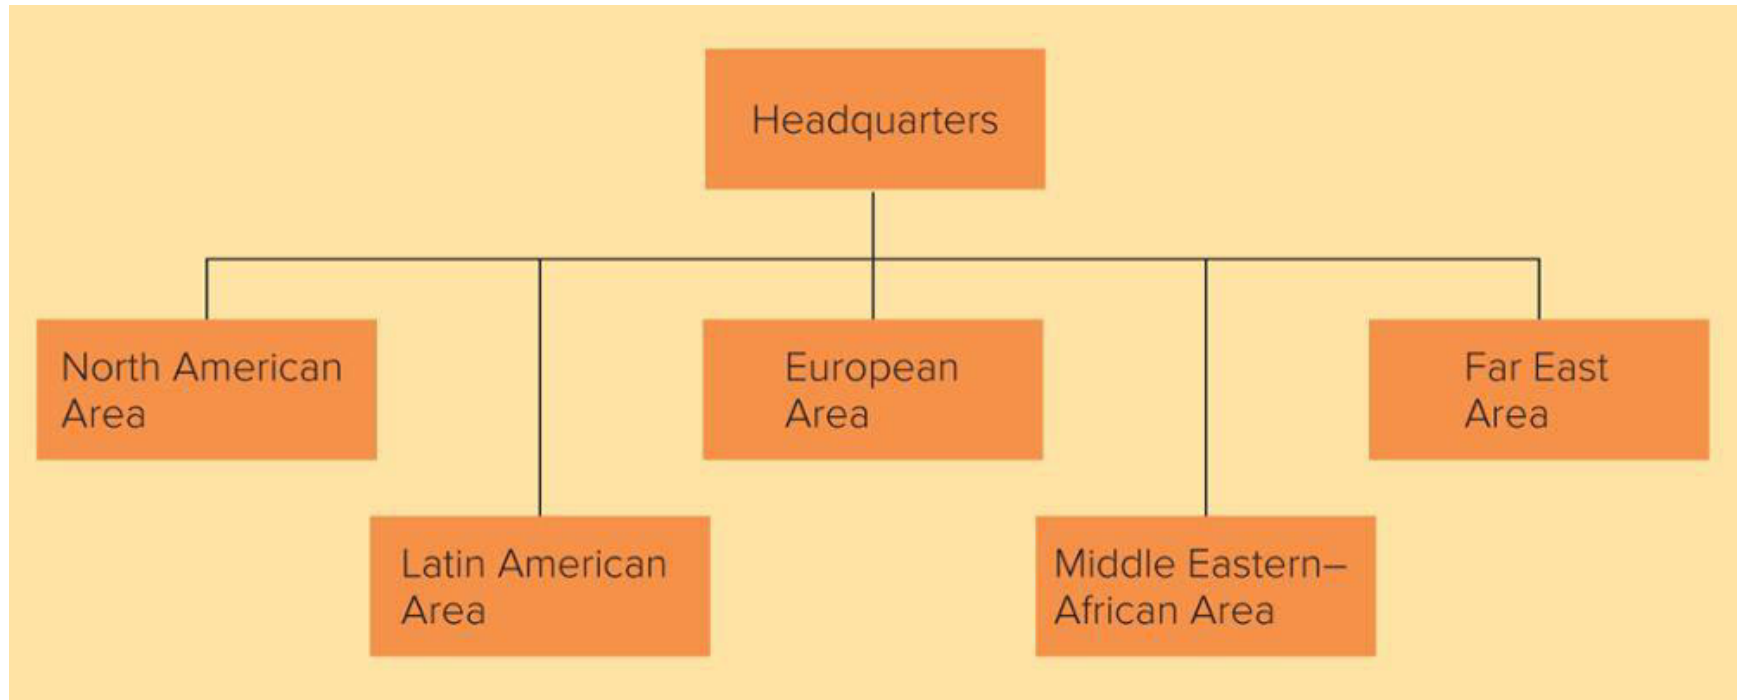 Headquarters
North American
Area
European
Area
Far East
Area
Latin American
Area
Middle Eastern–
African Area